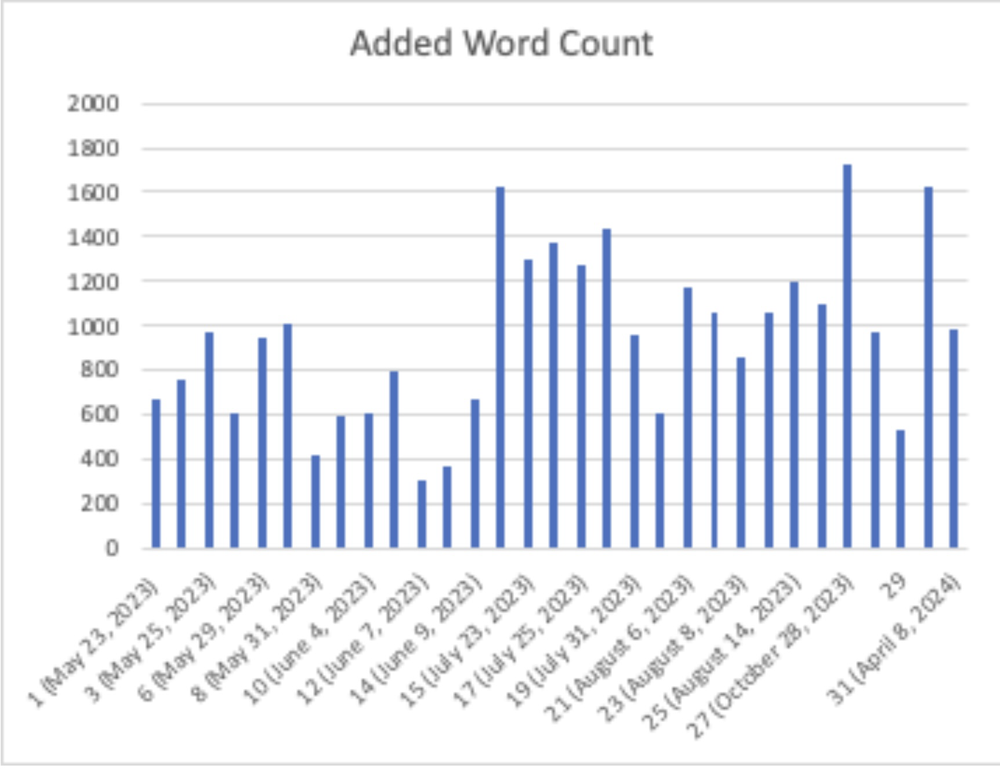 Added Word Count
2000
1800
1600
1400
1200
1000
800
600
400
200
0
1 (May 23, 2023)
3 (May 25, 2023)
6 (May 29, 2023)
8 (May 31, 2023)
10 (June 4, 2023)
12 (June 7, 2023)
14 (June 9, 2023)
15 (July 23, 2023)
17 (July 25, 2023)
19 (July 31, 2023)
21 (August 6, 2023)
23 (August 8, 2023)
25 (August 14, 2023)
27 (October 28, 2023)
29
31 (April 8, 2024)